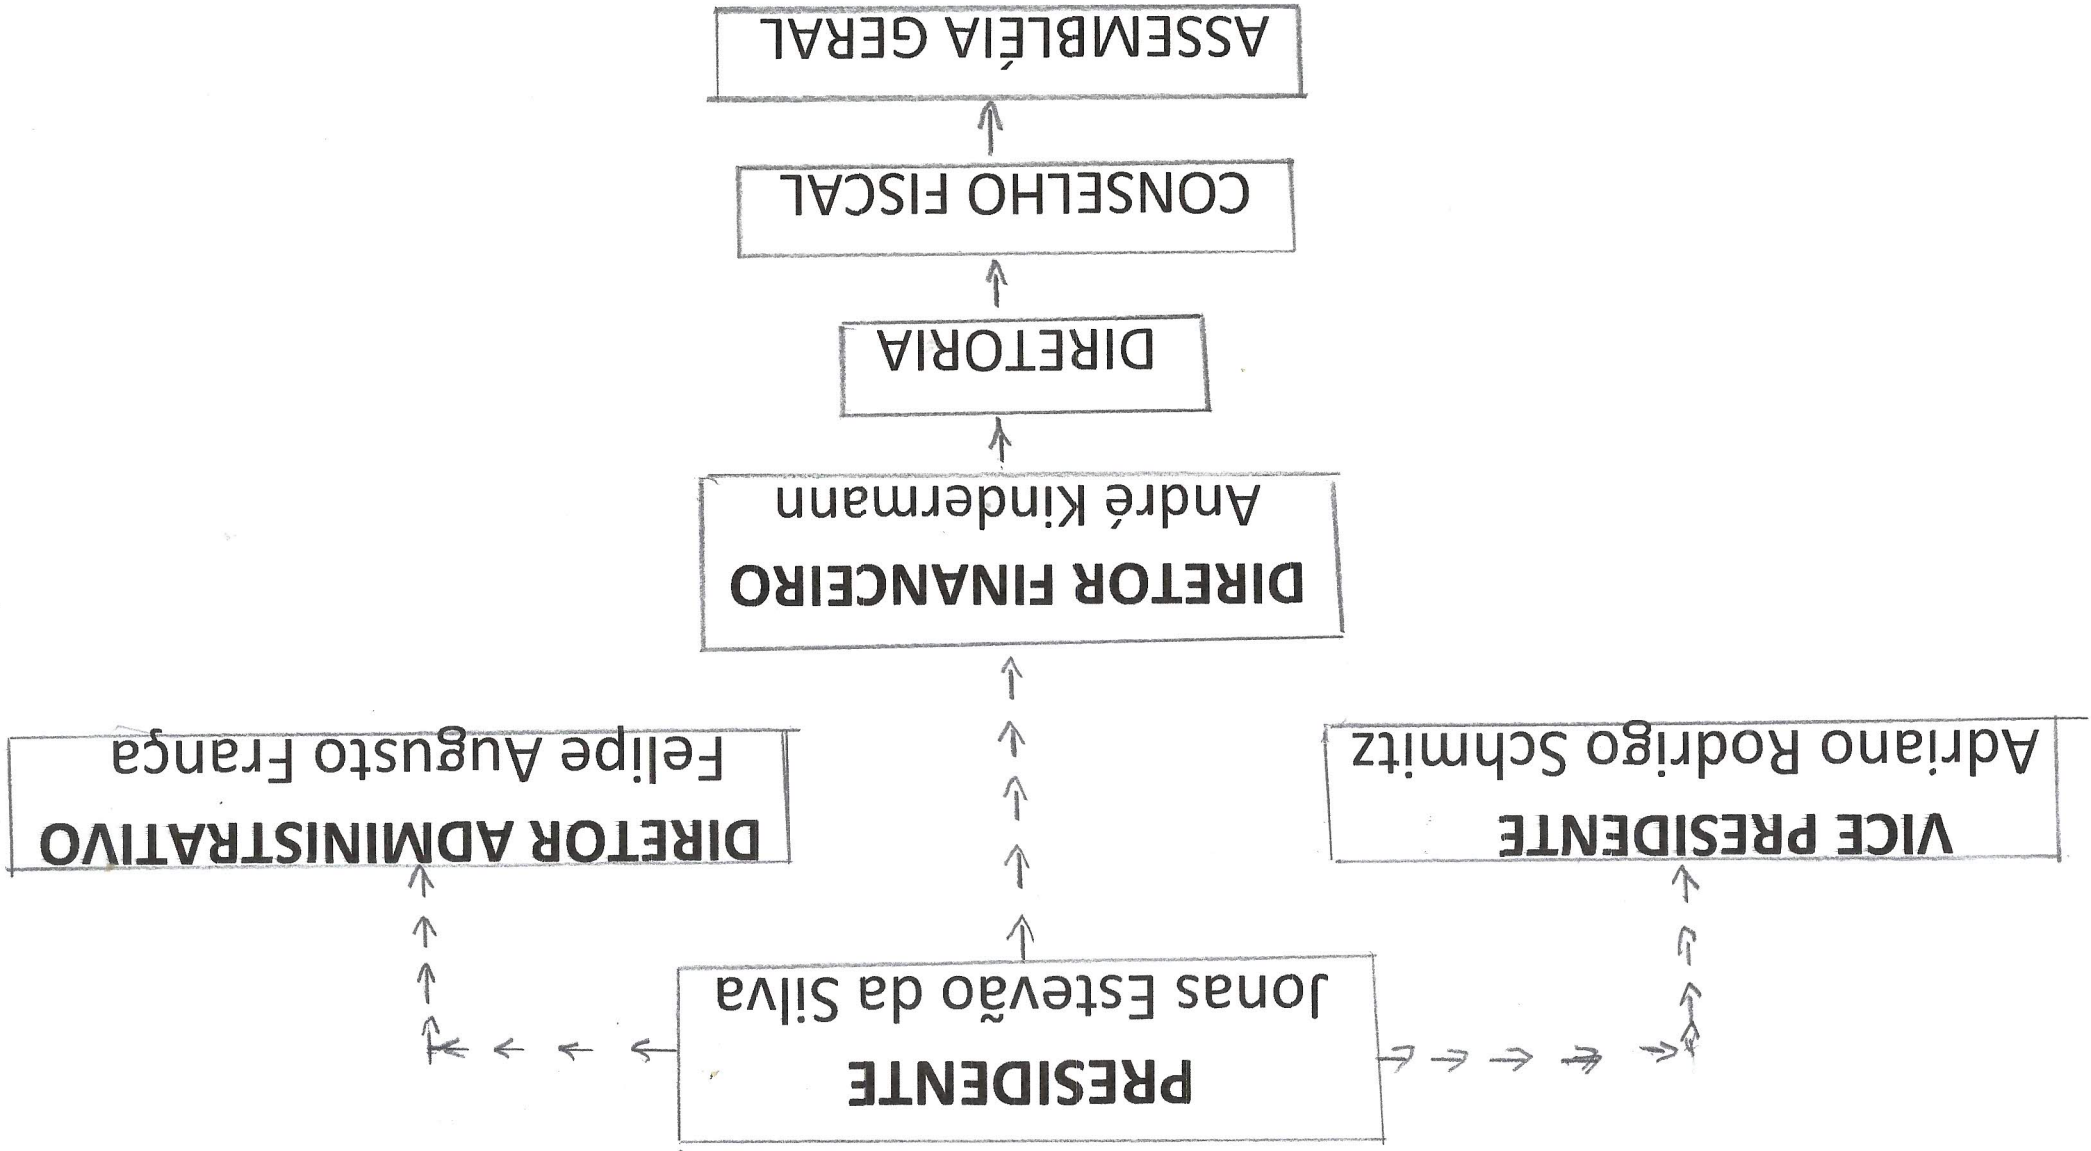 PRESIDENTE
Jonas Estevão da Silva
VICE PRESIDENTE
Adriano Rodrigo Schmitz
DIRETOR ADMINISTRATIVO
Felipe Augusto França
DIRETOR FINANCEIRO
André Kindermann
DIRETORIA
CONSELHO FISCAL
ASSEMBLÉIA GERAL